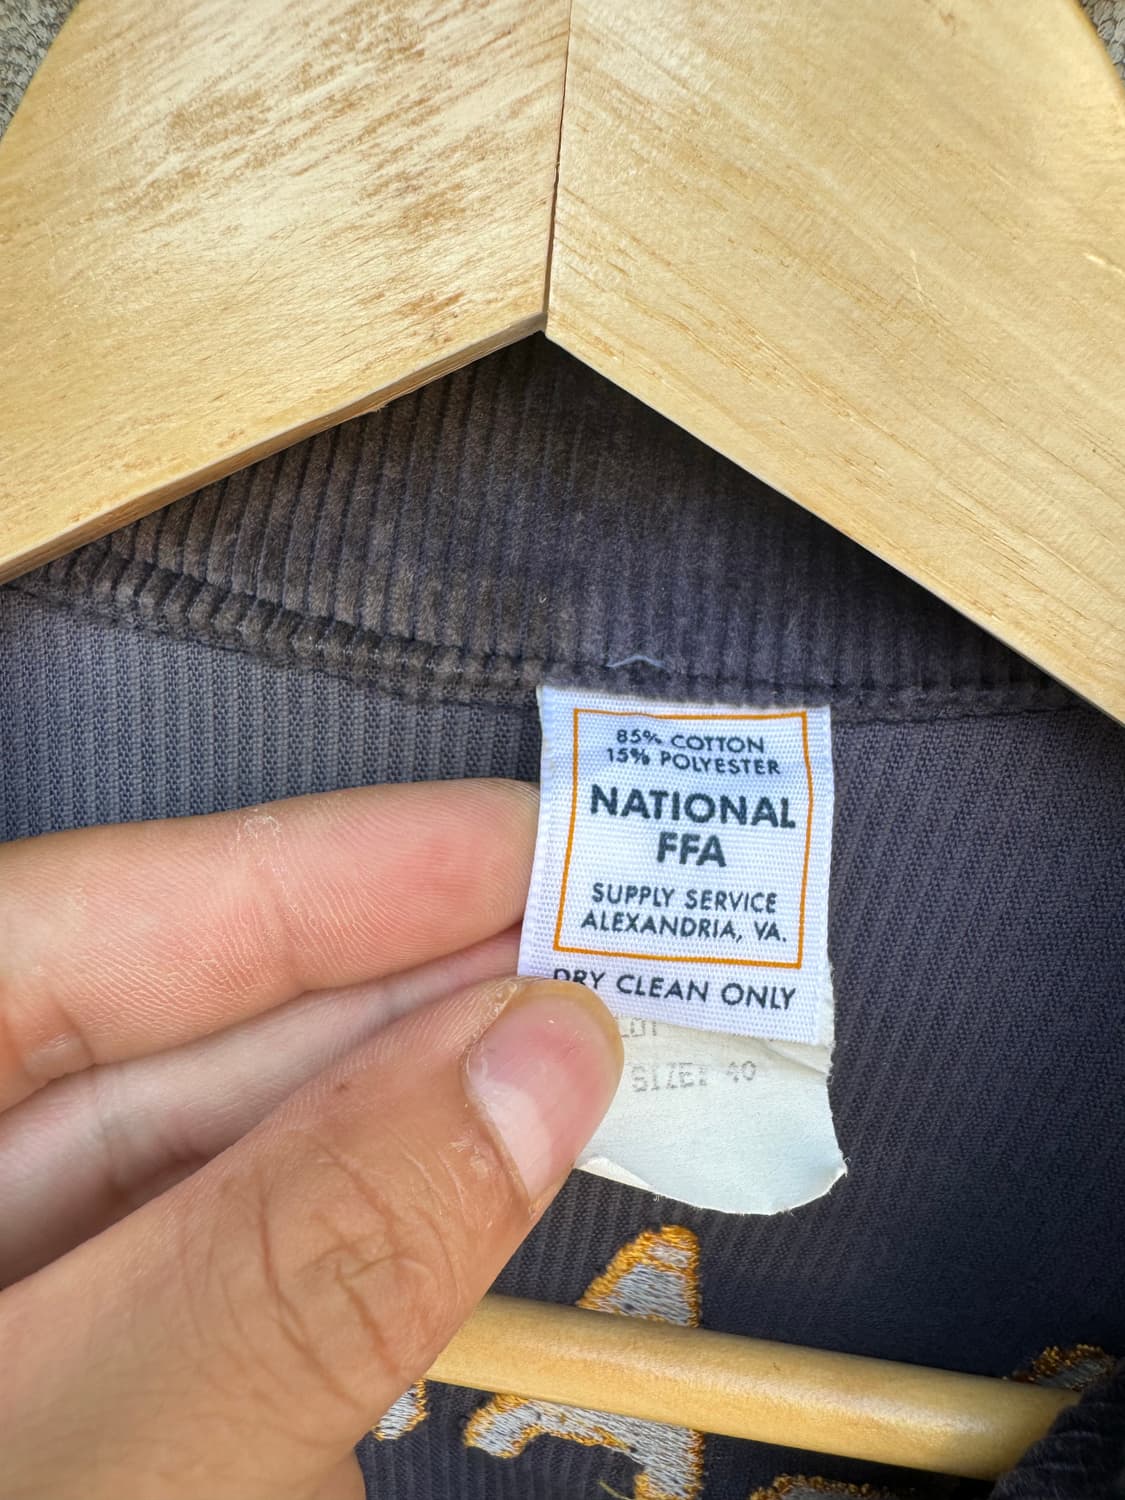 85% COTTON
15% POLYESTER
NATIONAL
FFA
SUPPLY SERVICE
ALEXANDRIA, VA.
DRY CLEAN ONLY
SIZE: 40